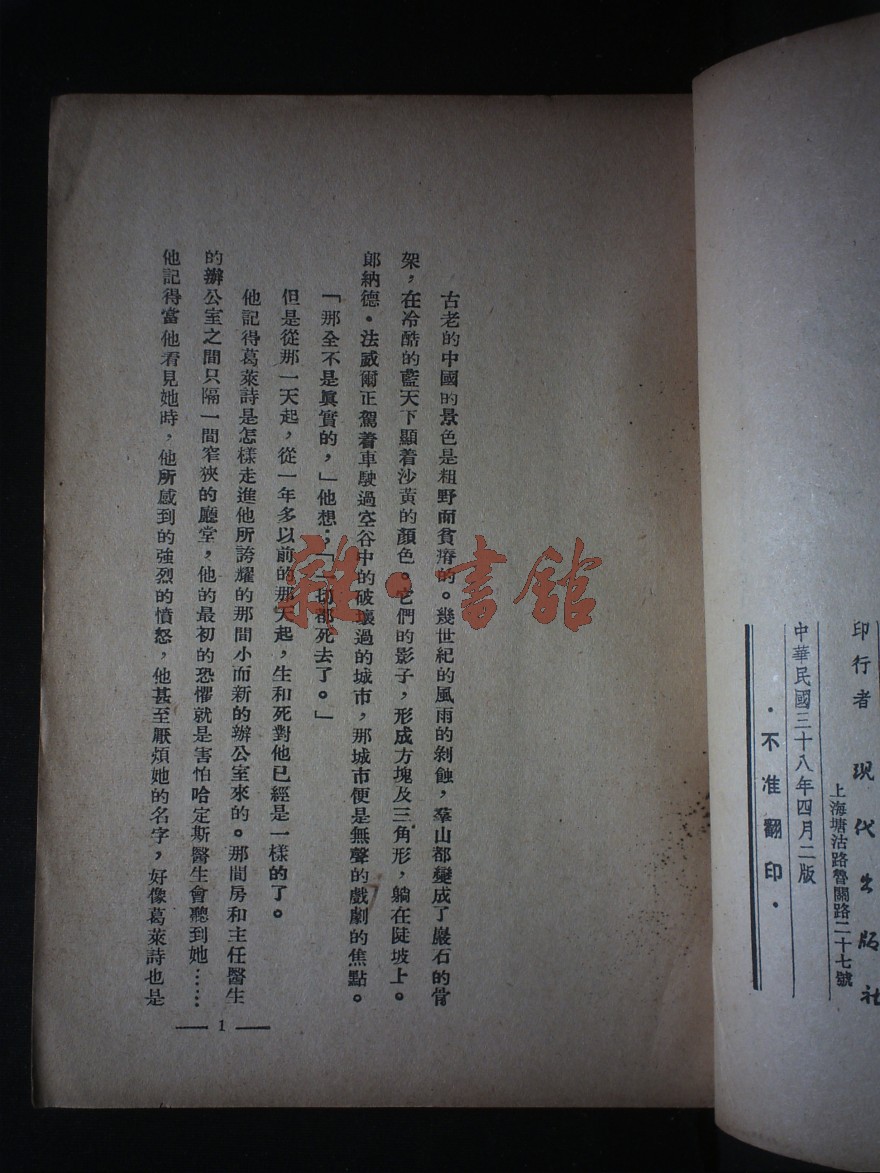 印行者 現代出版社
上海塘沽路營關路二十七號
中華民國三十八年四月二版
·不准翻印·
古老的中國的景色是粗野而貧瘠的。幾世紀的風雨的剝蝕，羣山都變成了巖石的骨
架，在冷酷的藍天下顯着沙黃的顏色。它們的影子，形成方塊及三角形，躺在陡坡上。
郎納德·法威爾正駕着車駛過空谷中的破壞過的城市，那城市便是無聲的戲劇的焦點。
「那全不是眞實的，」他想；「一切都死去了。」
但是從那一天起，從一年多以前的那天起，生和死對他已經是一樣的了。
他記得葛萊詩是怎樣走進他所誇耀的那間小而新的辦公室來的。那間房和主任醫生
的辦公室之間只隔一間窄狹的廳堂，他的最初的恐懼就是害怕哈定斯醫生會聽到她……
他記得當他看見她時，他所感到的強烈的憤怒，他甚至厭煩她的名字，好像葛萊詩也是
1
雜·書館